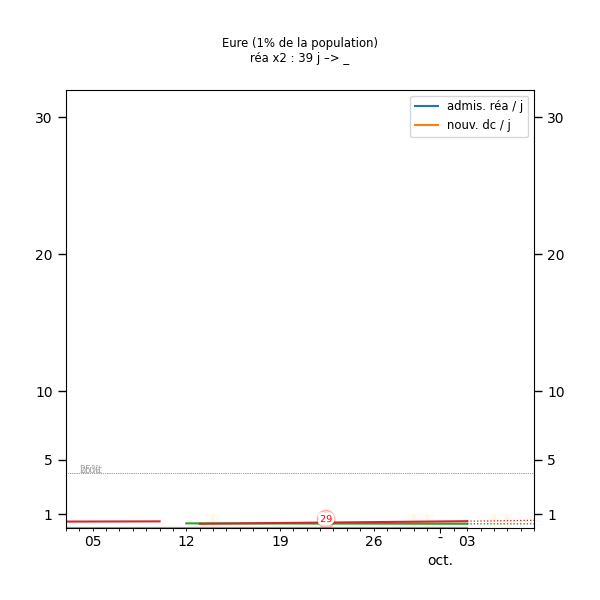 Eure (1% de la population)
réa x2 : 39 j –> _
admis. réa / j
nouv. dc / j
30 30
20 20
10 10
5 5
29
1 1
05 12 19 26 - 03
oct.